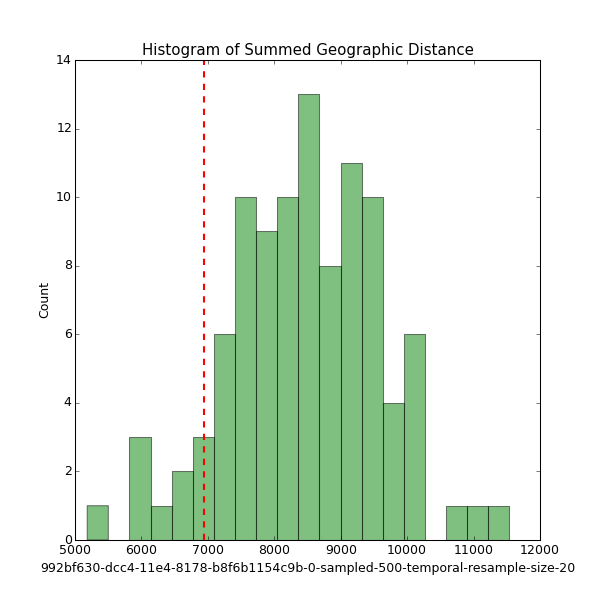 Histogram of Summed Geographic Distance
14
12
10
8
6
4
2
0
Count
5000 6000 7000 8000 9000 10000 11000 12000
992bf630-dcc4-11e4-8178-b8f6b1154c9b-0-sampled-500-temporal-resample-size-20